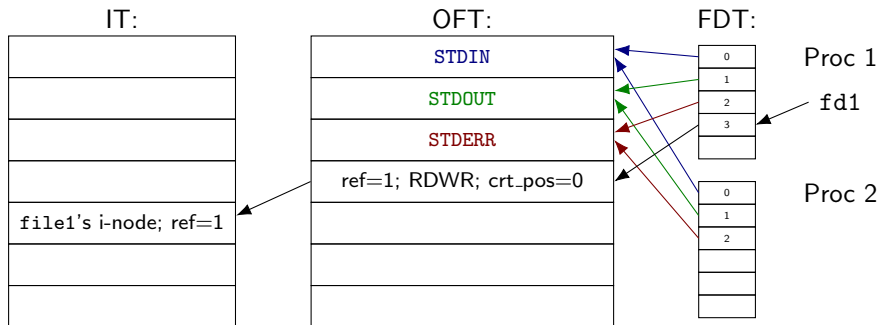 IT:
OFT:
FDT:
STDIN
STDOUT
STDERR
ref=1; RDWR; crt_pos=0
file1's i-node; ref=1
0
1
2
3
Proc 1
fd1
0
1
2
Proc 2